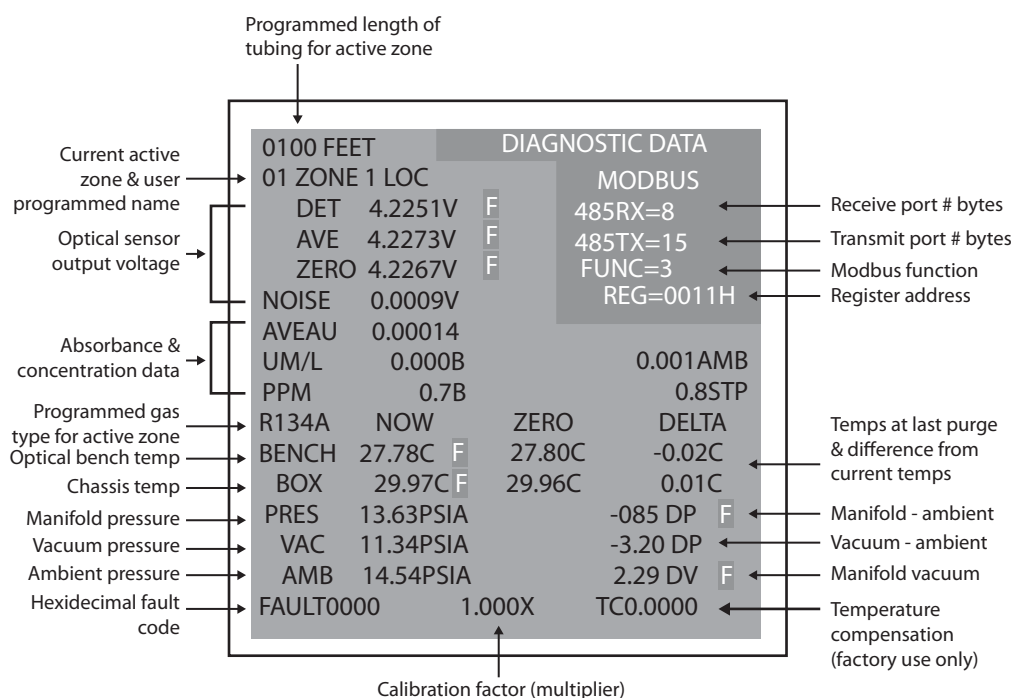 Programmed length of
tubing for active zone
Current active
zone & user
programmed name
Optical sensor
output voltage
Absorbance &
concentration data
Programmed gas
type for active zone
Optical bench temp
Chassis temp
Manifold pressure
Vacuum pressure
Ambient pressure
Hexidecimal fault
code
0100 FEET DIAGNOSTIC DATA
01 ZONE 1 LOC MODBUS
DET 4.2251V F 485RX=8
AVE 4.2273V F 485TX=15
ZERO 4.2267V F FUNC=3
NOISE 0.0009V REG=0011H
AVEAU 0.00014
UM/L 0.000B 0.001AMB
PPM 0.7B 0.8STP
R134A NOW ZERO DELTA
BENCH 27.78C F 27.80C -0.02C
BOX 29.97C F 29.96C 0.01C
PRES 13.63PSIA -085 DP F
VAC 11.34PSIA -3.20 DP
AMB 14.54PSIA 2.29 DV F
FAULT0000 1.000X TC0.0000
Receive port # bytes
Transmit port # bytes
Modbus function
Register address
Temps at last purge
& difference from
current temps
Manifold - ambient
Vacuum - ambient
Manifold vacuum
Temperature
compensation
(factory use only)
Calibration factor (multiplier)